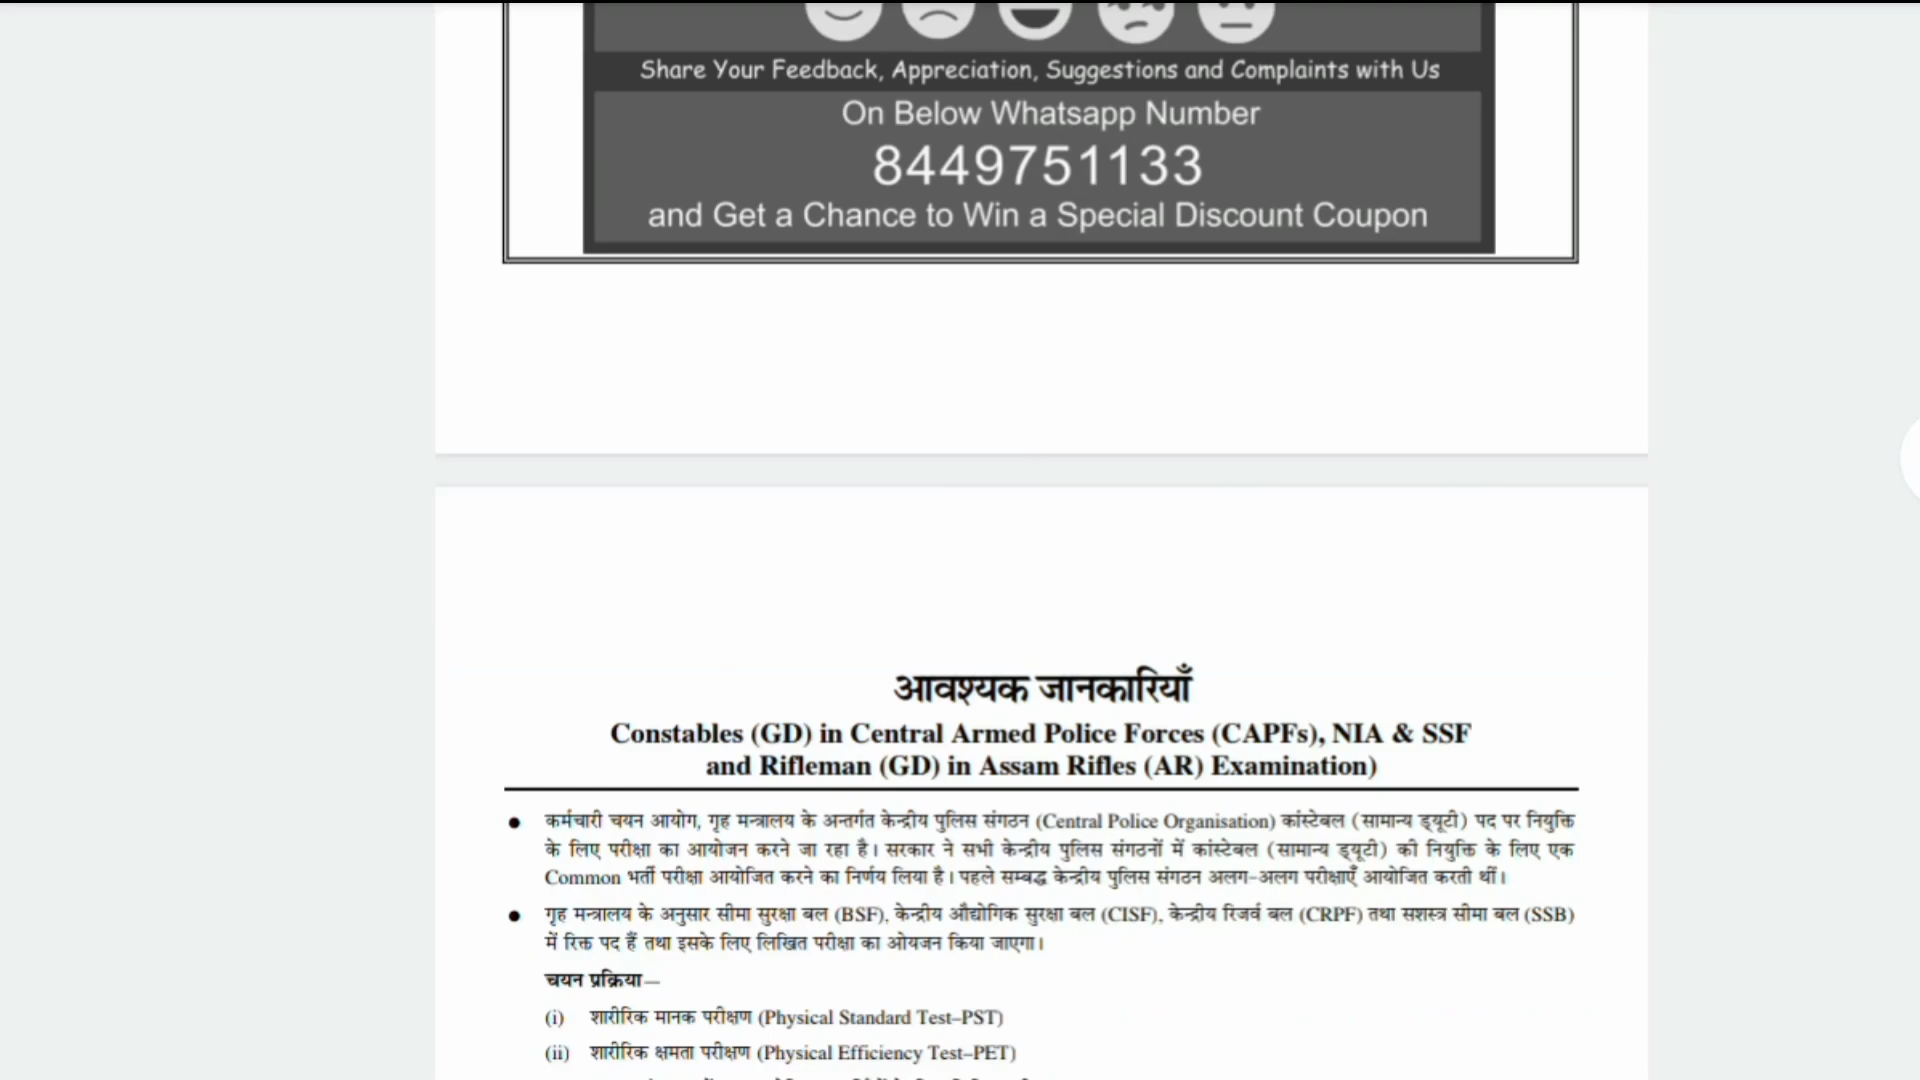 Share Your Feedback, Appreciation, Suggestions and Complaints with Us
On Below Whatsapp Number
8449751133
and Get a Chance to Win a Special Discount Coupon
आवश्यक जानकारियाँ
Constables (GD) in Central Armed Police Forces (CAPFs), NIA & SSF
and Rifleman (GD) in Assam Rifles (AR) Examination)
● कर्मचारी चयन आयोग, गृह मन्त्रालय के अन्तर्गत केन्द्रीय पुलिस संगठन (Central Police Organisation) कांस्टेबल (सामान्य ड्यूटी) पद पर नियुक्ति
के लिए परीक्षा का आयोजन करने जा रहा है। सरकार ने सभी केन्द्रीय पुलिस संगठनों में कांस्टेबल (सामान्य ड्यूटी) की नियुक्ति के लिए एक
Common भर्ती परीक्षा आयोजित करने का निर्णय लिया है। पहले सम्बद्ध केन्द्रीय पुलिस संगठन अलग-अलग परीक्षाएँ आयोजित करती थीं।
● गृह मन्त्रालय के अनुसार सीमा सुरक्षा बल (BSF), केन्द्रीय औद्योगिक सुरक्षा बल (CISF), केन्द्रीय रिजर्व बल (CRPF) तथा सशस्त्र सीमा बल (SSB)
में रिक्त पद हैं तथा इसके लिए लिखित परीक्षा का ओयजन किया जाएगा।
चयन प्रक्रिया—
(i) शारीरिक मानक परीक्षण (Physical Standard Test–PST)
(ii) शारीरिक क्षमता परीक्षण (Physical Efficiency Test–PET)